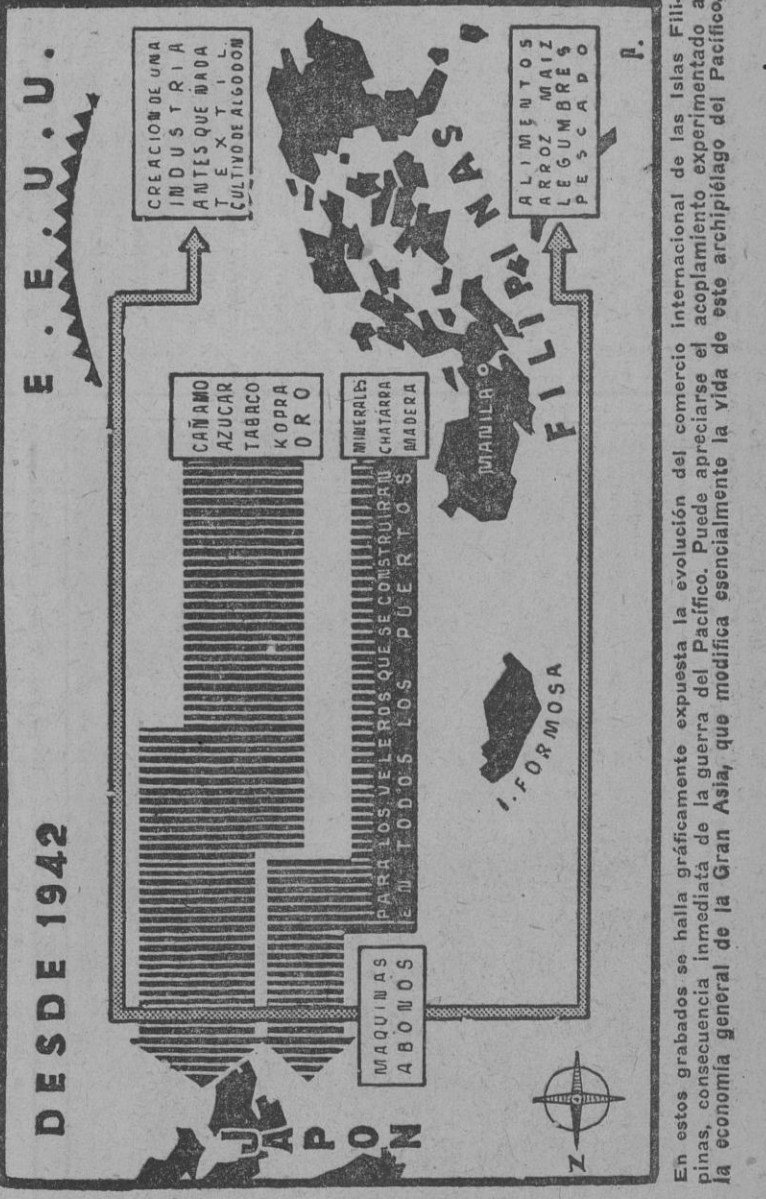 DESDE 1942
E.E.U.U.
JAPON
CAÑAMO
AZUCAR
TABACO
KOPRA
ORO
CREACION DE UNA
INDUSTRIA
ANTES QUE NADA
TEXTIL
CULTIVO DE ALGODON
MINERALES
CHATARRA
MADERA
PARA LOS VELEROS QUE SE CONSTRUIRAN
EN TODOS LOS PUERTOS
MAQUINAS
ABONOS
MANILA
FILIPINAS
I. FORMOSA
ALIMENTOS
ARROZ MAIZ
LEGUMBRES
PESCADO
N
P.
En estos grabados se halla gráficamente expuesta la evolución del comercio internacional de las Islas Fili-
pinas, consecuencia inmediata de la guerra del Pacífico. Puede apreciarse el acoplamiento experimentado a
la economía general de la Gran Asia, que modifica esencialmente la vida de este archipiélago del Pacífico,